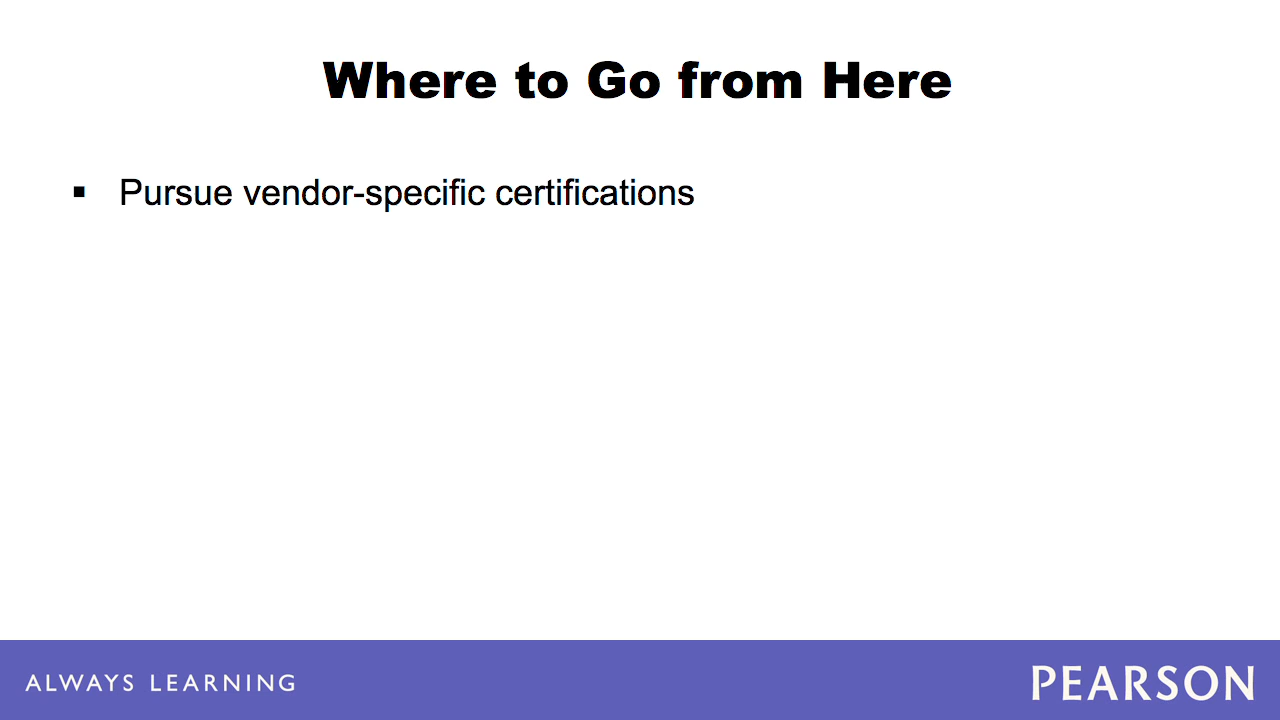 Where to Go from Here
▪ Pursue vendor-specific certifications
ALWAYS LEARNING
PEARSON